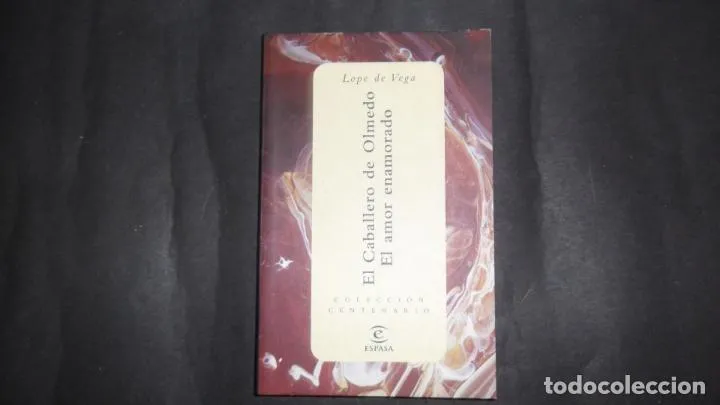 Lope de Vega
El Caballero de Olmedo
El amor enamorado
COLECCIÓN
CENTENARIO
e
ESPASA
todocoleccion